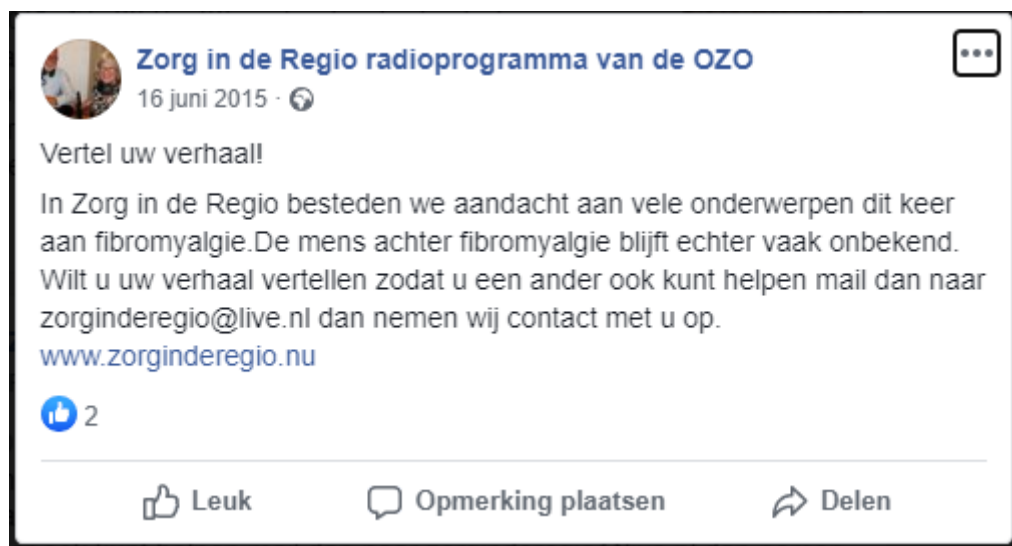 Zorg in de Regio radioprogramma van de OZO
16 juni 2015 ·
Vertel uw verhaal!
In Zorg in de Regio besteden we aandacht aan vele onderwerpen dit keer
aan fibromyalgie.De mens achter fibromyalgie blijft echter vaak onbekend.
Wilt u uw verhaal vertellen zodat u een ander ook kunt helpen mail dan naar
zorginderegio@live.nl dan nemen wij contact met u op.
www.zorginderegio.nu
2
Leuk Opmerking plaatsen Delen